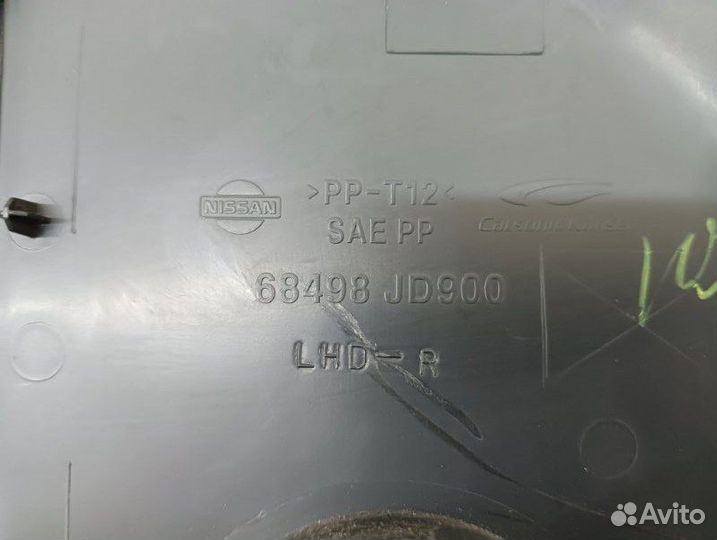 NISSAN
>PP-T12<
SAE PP
68498 JD900
LHD-R
Avito